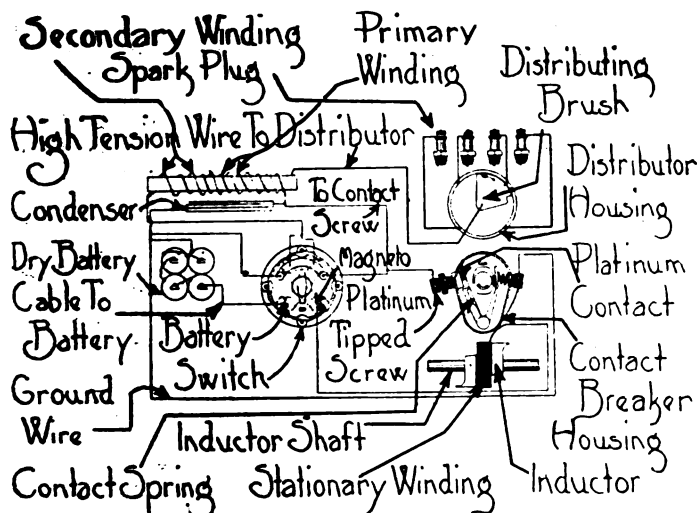 Secondary Winding
Spark Plug
Primary
Winding
Distributing
Brush
High Tension Wire To Distributor
Distributor
Housing
Condenser
To Contact
Screw
Dry Battery
Magneto
Platinum
Contact
Cable To
Battery
Battery
Switch
Platinum
Tipped
Screw
Contact
Breaker
Housing
Ground
Wire
Inductor Shaft
Contact Spring
Stationary Winding
Inductor